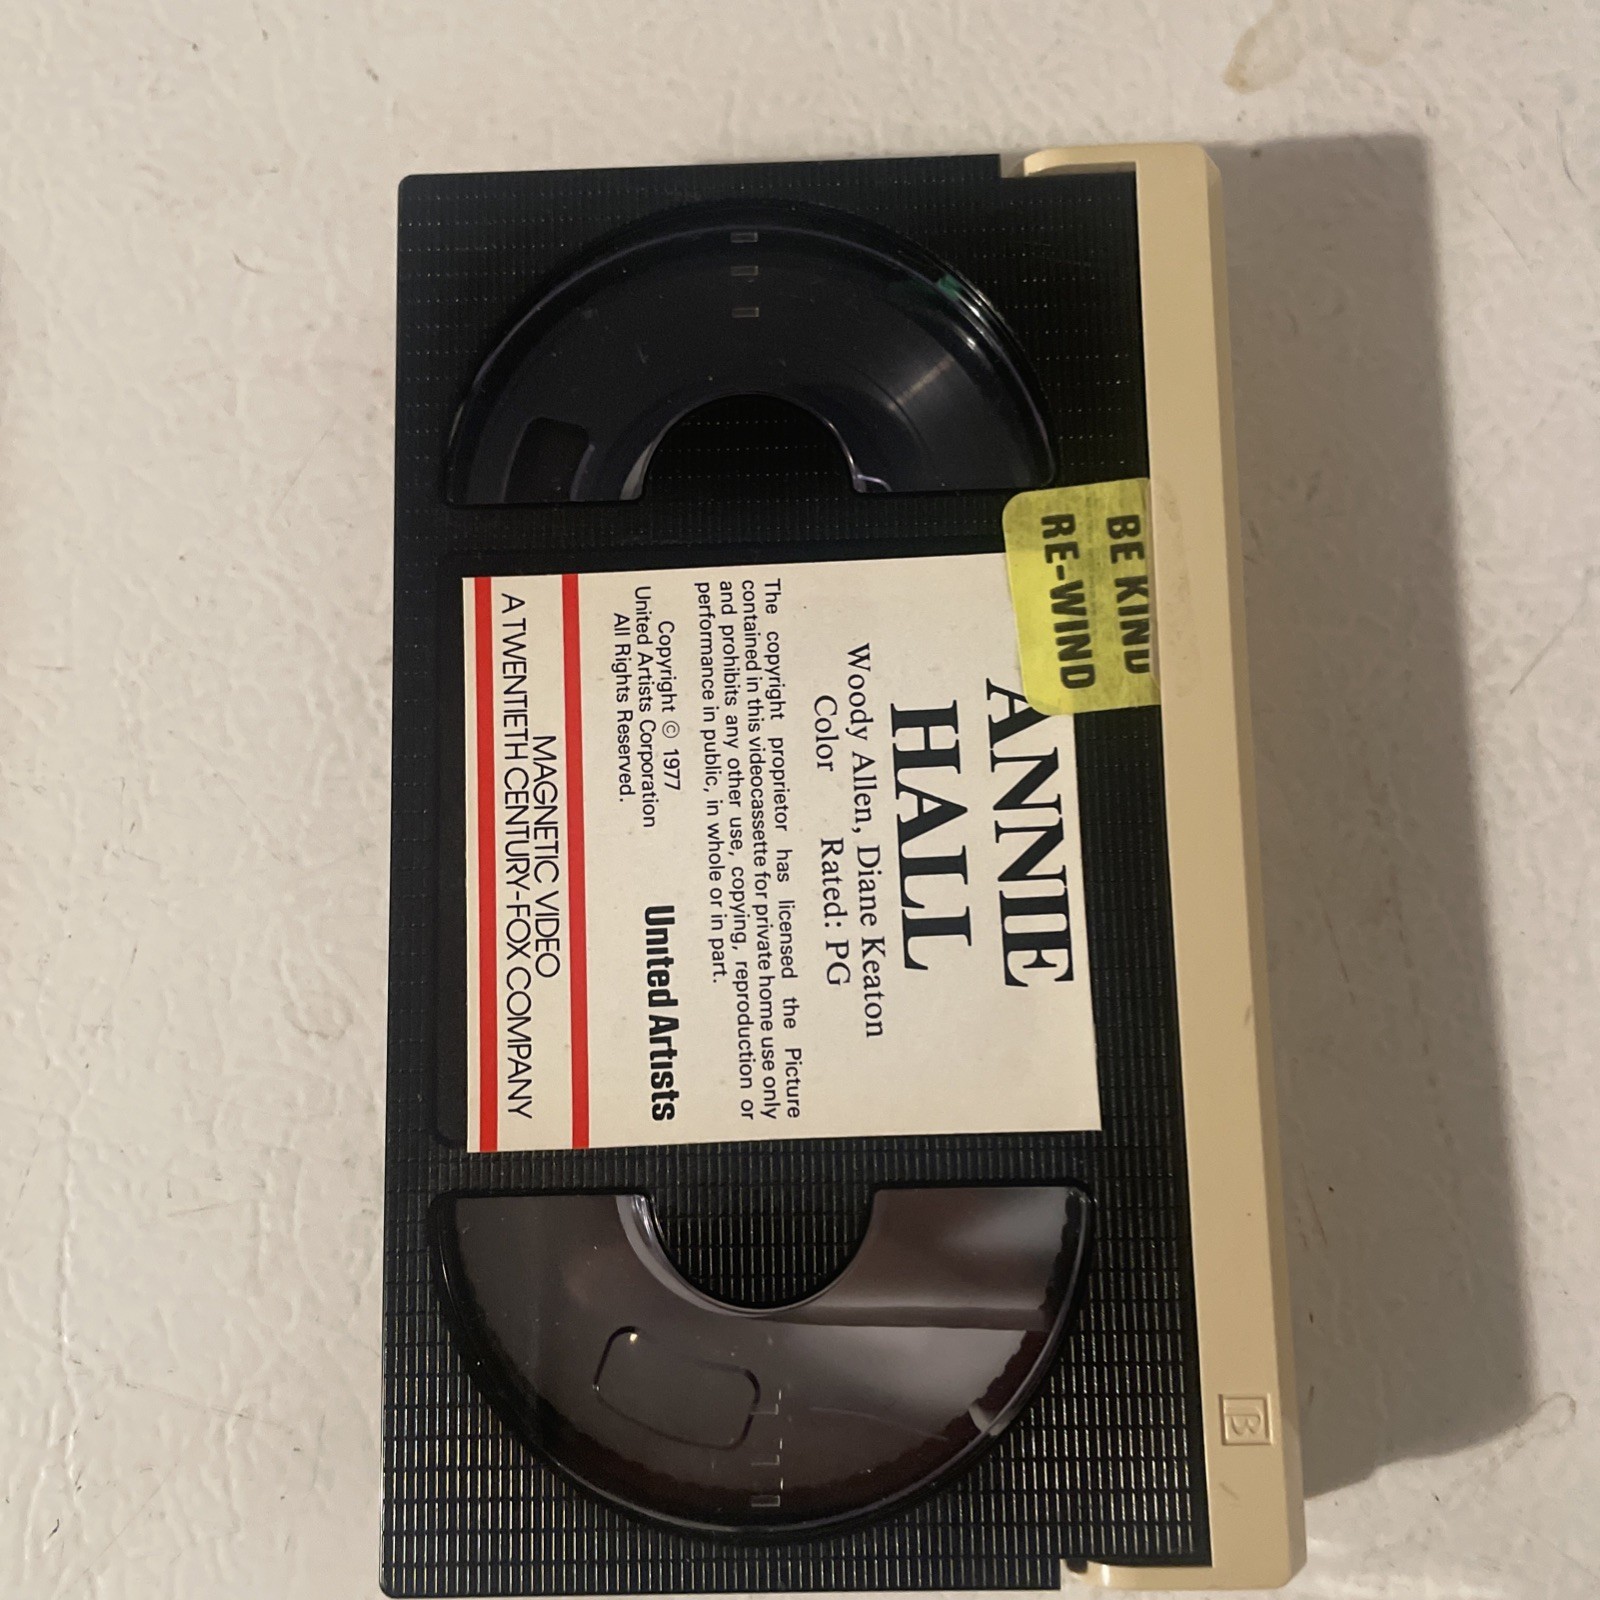 BE KIND
RE-WIND
ANNIE
HALL
Woody Allen, Diane Keaton
Color Rated: PG
The copyright proprietor has licensed the Picture
contained in this videocassette for private home use only
and prohibits any other use, copying, reproduction or
performance in public, in whole or in part.
Copyright © 1977
United Artists Corporation
All Rights Reserved.
United Artists
MAGNETIC VIDEO
A TWENTIETH CENTURY-FOX COMPANY
B